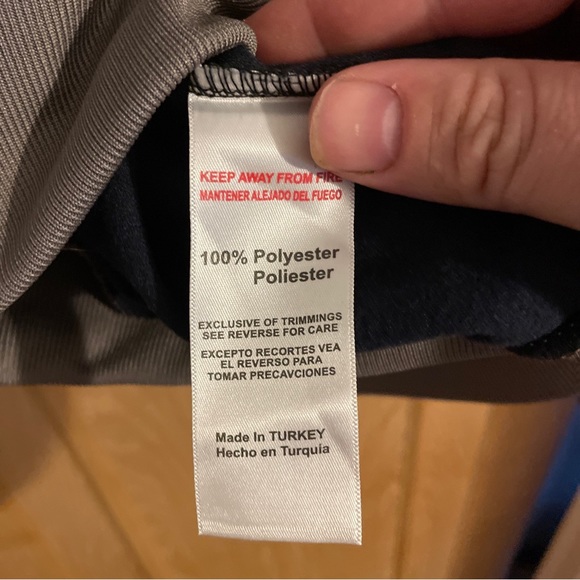 KEEP AWAY FROM FIRE
MANTENER ALEJADO DEL FUEGO
100% Polyester
Poliester
EXCLUSIVE OF TRIMMINGS
SEE REVERSE FOR CARE
EXCEPTO RECORTES VEA
EL REVERSO PARA
TOMAR PRECAVCIONES
Made In TURKEY
Hecho en Turquia